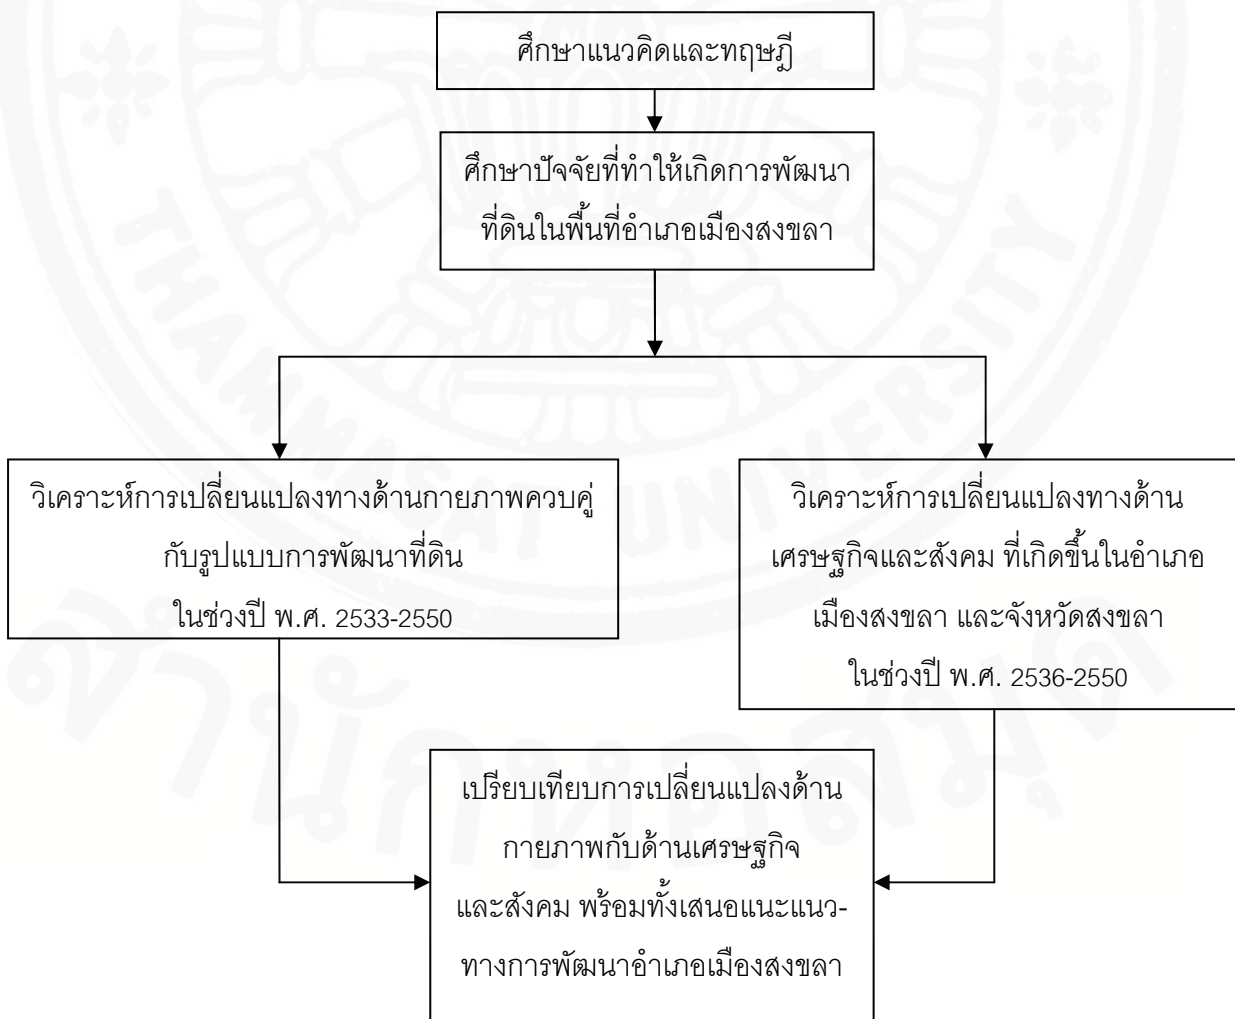 ศึกษาแนวคิดและทฤษฎี
ศึกษาปัจจัยที่ทำให้เกิดการพัฒนา
ที่ดินในพื้นที่อำเภอเมืองสงขลา
วิเคราะห์การเปลี่ยนแปลงทางด้านกายภาพควบคู่
กับรูปแบบการพัฒนาที่ดิน
ในช่วงปี พ.ศ. 2533-2550
วิเคราะห์การเปลี่ยนแปลงทางด้าน
เศรษฐกิจและสังคม ที่เกิดขึ้นในอำเภอ
เมืองสงขลา และจังหวัดสงขลา
ในช่วงปี พ.ศ. 2536-2550
เปรียบเทียบการเปลี่ยนแปลงด้าน
กายภาพกับด้านเศรษฐกิจ
และสังคม พร้อมทั้งเสนอแนะแนว-
ทางการพัฒนาอำเภอเมืองสงขลา
THAMMASAT UNIVERSITY
สำนักหอสมุด